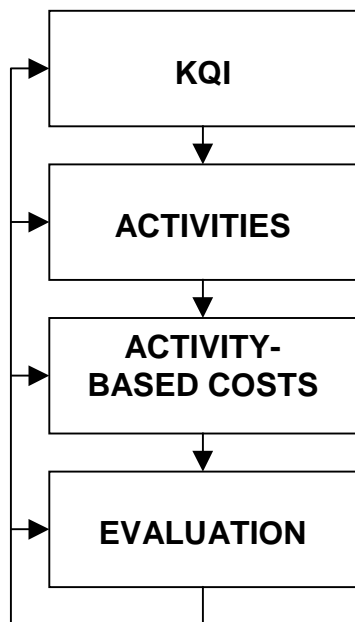 KQI
ACTIVITIES
ACTIVITY-
BASED COSTS
EVALUATION